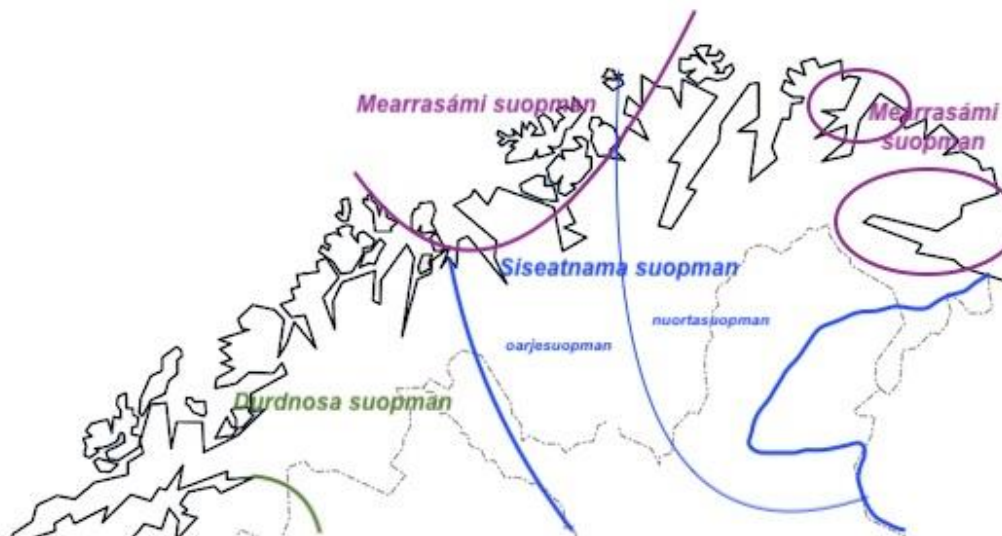 Mearrasámi suopman
Mearrasámi
suopman
Siseatnama suopman
nuortasuopman
oarjesuopman
Durdnosa suopman